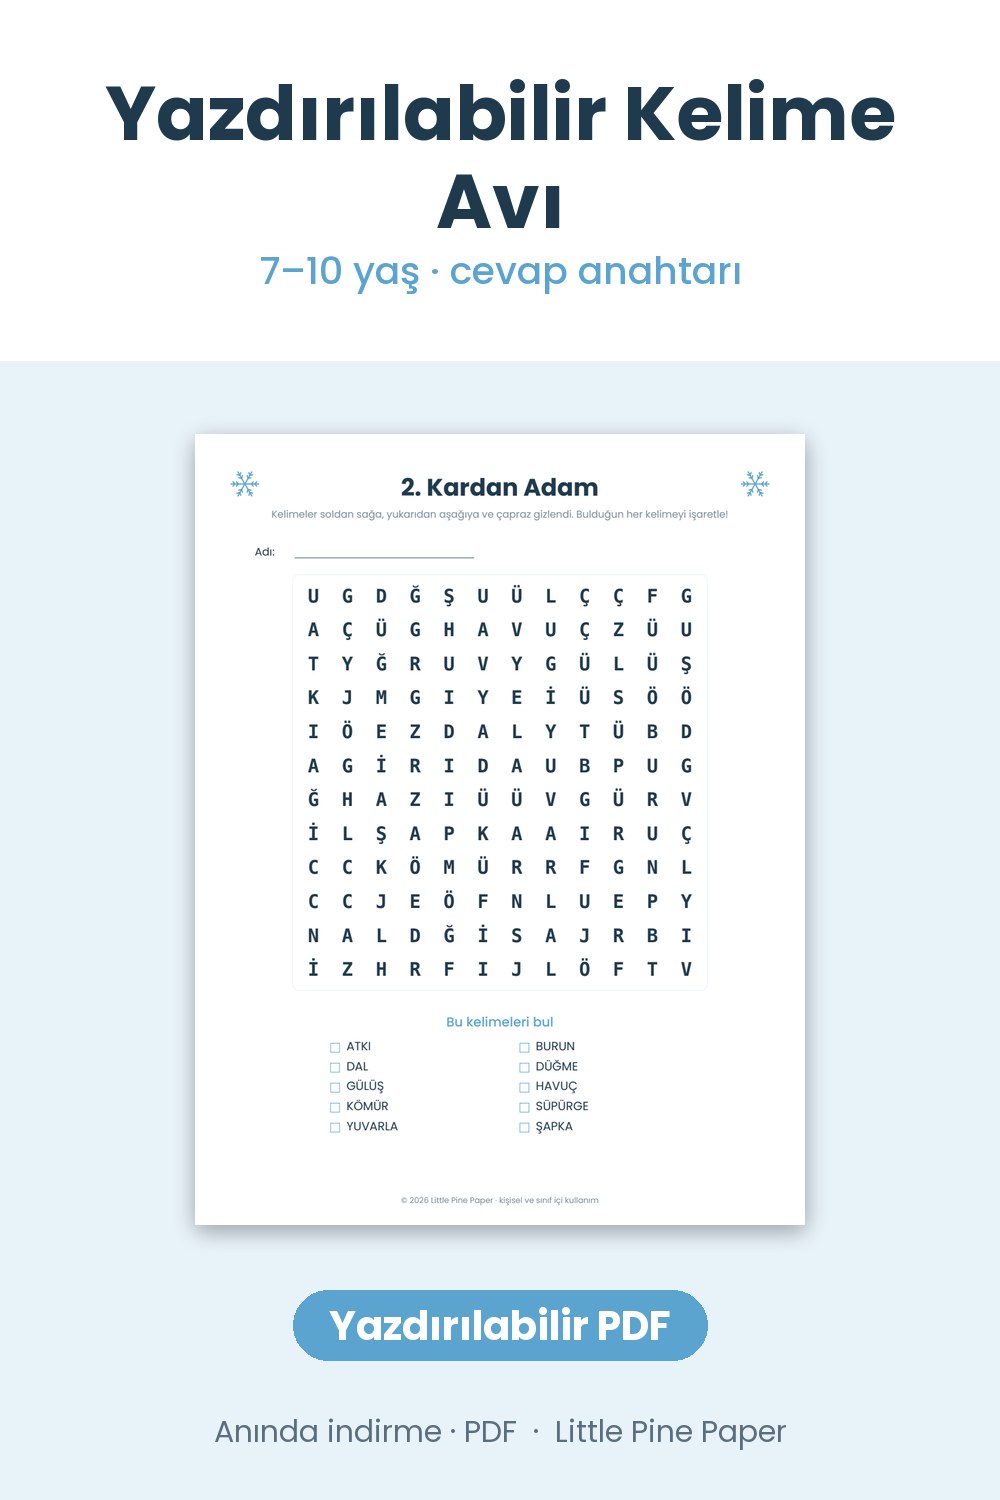 Yazdırılabilir Kelime
Avı
7–10 yaş · cevap anahtarı
2. Kardan Adam
Kelimeler soldan sağa, yukarıdan aşağıya ve çapraz gizlendi. Bulduğun her kelimeyi işaretle!
Adı:
U G D Ğ Ş U Ü L Ç Ç F G
A Ç Ü G H A V U Ç Z Ü U
T Y Ğ R U V Y G Ü L Ü Ş
K J M G I Y E İ Ü S Ö Ö
I Ö E Z D A L Y T Ü B D
A G İ R I D A U B P U G
Ğ H A Z I Ü Ü V G Ü R V
İ L Ş A P K A A I R U Ç
C C K Ö M Ü R R F G N L
C C J E Ö F N L U E P Y
N A L D Ğ İ S A J R B I
İ Z H R F I J L Ö F T V
Bu kelimeleri bul
ATKI BURUN
DAL DÜĞME
GÜLÜŞ HAVUÇ
KÖMÜR SÜPÜRGE
YUVARLA ŞAPKA
© 2026 Little Pine Paper · kişisel ve sınıf içi kullanım
Yazdırılabilir PDF
Anında indirme · PDF · Little Pine Paper